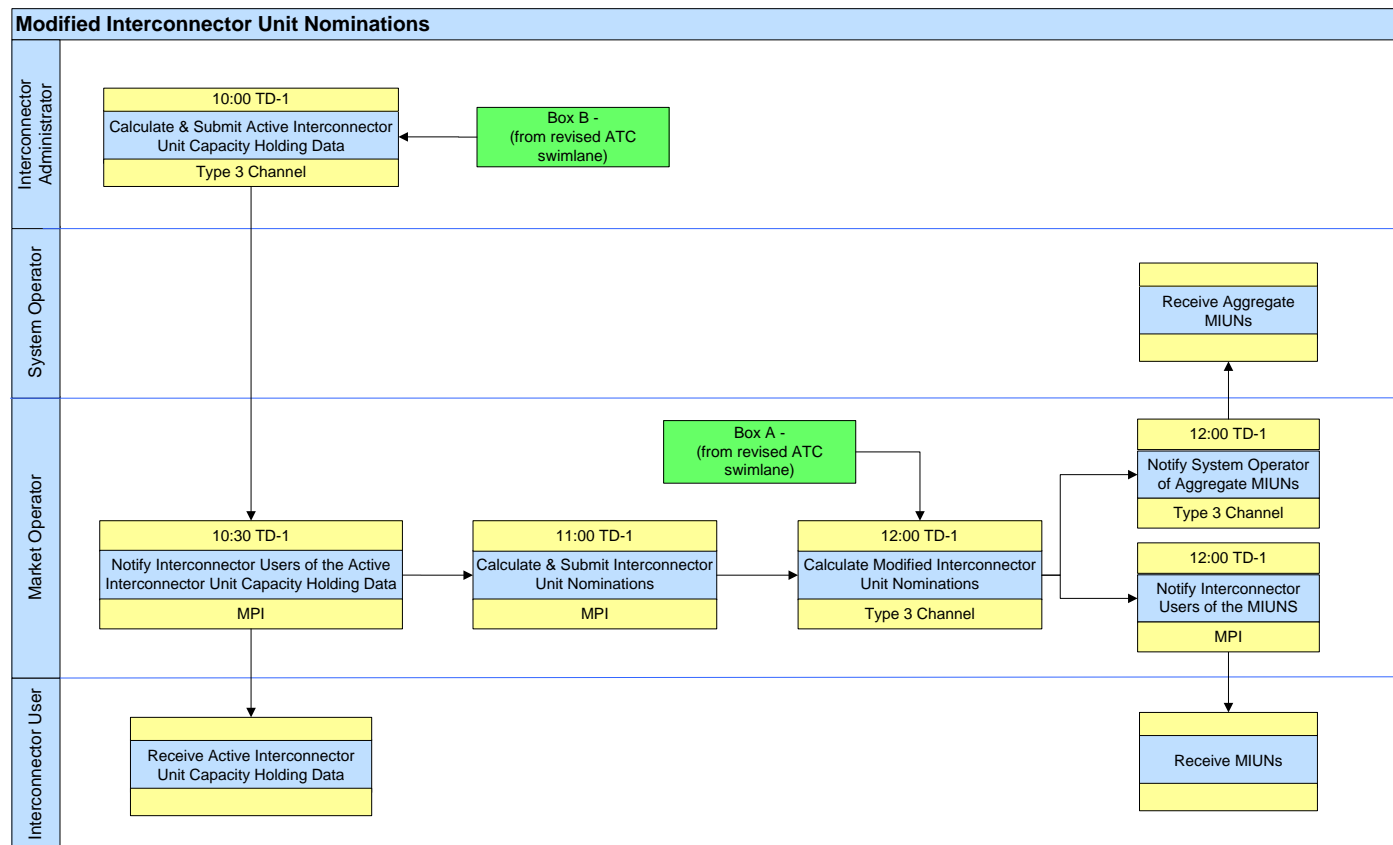 Modified Interconnector Unit Nominations
Interconnector
Administrator
10:00 TD-1
Calculate & Submit Active Interconnector
Unit Capacity Holding Data
Type 3 Channel
Box B -
(from revised ATC
swimlane)
System Operator
Receive Aggregate
MIUNs
Market Operator
Box A -
(from revised ATC
swimlane)
12:00 TD-1
Notify System Operator
of Aggregate MIUNs
Type 3 Channel
10:30 TD-1
Notify Interconnector Users of the Active
Interconnector Unit Capacity Holding Data
MPI
11:00 TD-1
Calculate & Submit Interconnector
Unit Nominations
MPI
12:00 TD-1
Calculate Modified Interconnector
Unit Nominations
Type 3 Channel
12:00 TD-1
Notify Interconnector
Users of the MIUNS
MPI
Interconnector User
Receive Active Interconnector
Unit Capacity Holding Data
Receive MIUNs